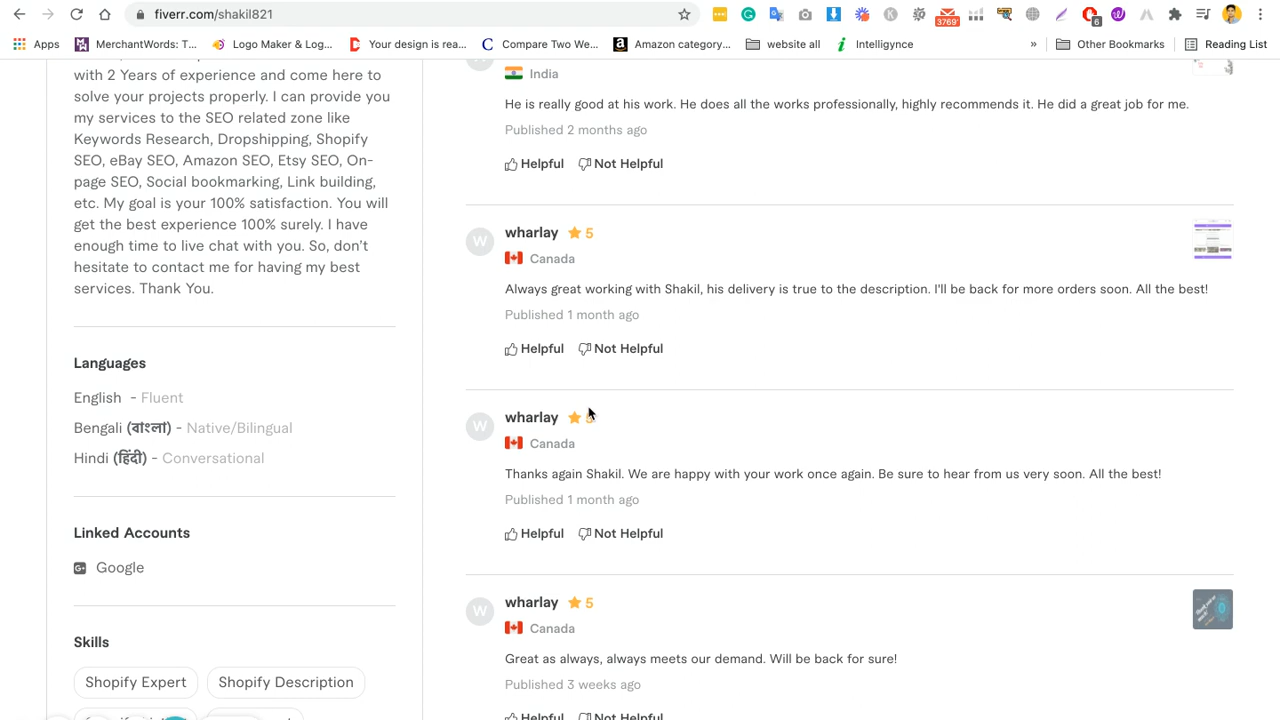 fiverr.com/shakil821
3769
6
Apps
MerchantWords: T...
Logo Maker & Log...
Your design is rea...
Compare Two We...
Amazon category...
website all
Intelligynce
»
Other Bookmarks
Reading List
with 2 Years of experience and come here to
solve your projects properly. I can provide you
my services to the SEO related zone like
Keywords Research, Dropshipping, Shopify
SEO, eBay SEO, Amazon SEO, Etsy SEO, On-
page SEO, Social bookmarking, Link building,
etc. My goal is your 100% satisfaction. You will
get the best experience 100% surely. I have
enough time to live chat with you. So, don't
hesitate to contact me for having my best
services. Thank You.
Languages
English - Fluent
Bengali (বাংলা) - Native/Bilingual
Hindi (हिंदी) - Conversational
Linked Accounts
Google
Skills
Shopify Expert
Shopify Description
India
He is really good at his work. He does all the works professionally, highly recommends it. He did a great job for me.
Published 2 months ago
Helpful Not Helpful
W
wharlay 5
Canada
Always great working with Shakil, his delivery is true to the description. I'll be back for more orders soon. All the best!
Published 1 month ago
Helpful Not Helpful
W
wharlay
Canada
Thanks again Shakil. We are happy with your work once again. Be sure to hear from us very soon. All the best!
Published 1 month ago
Helpful Not Helpful
W
wharlay 5
Canada
Great as always, always meets our demand. Will be back for sure!
Published 3 weeks ago
Helpful Not Helpful